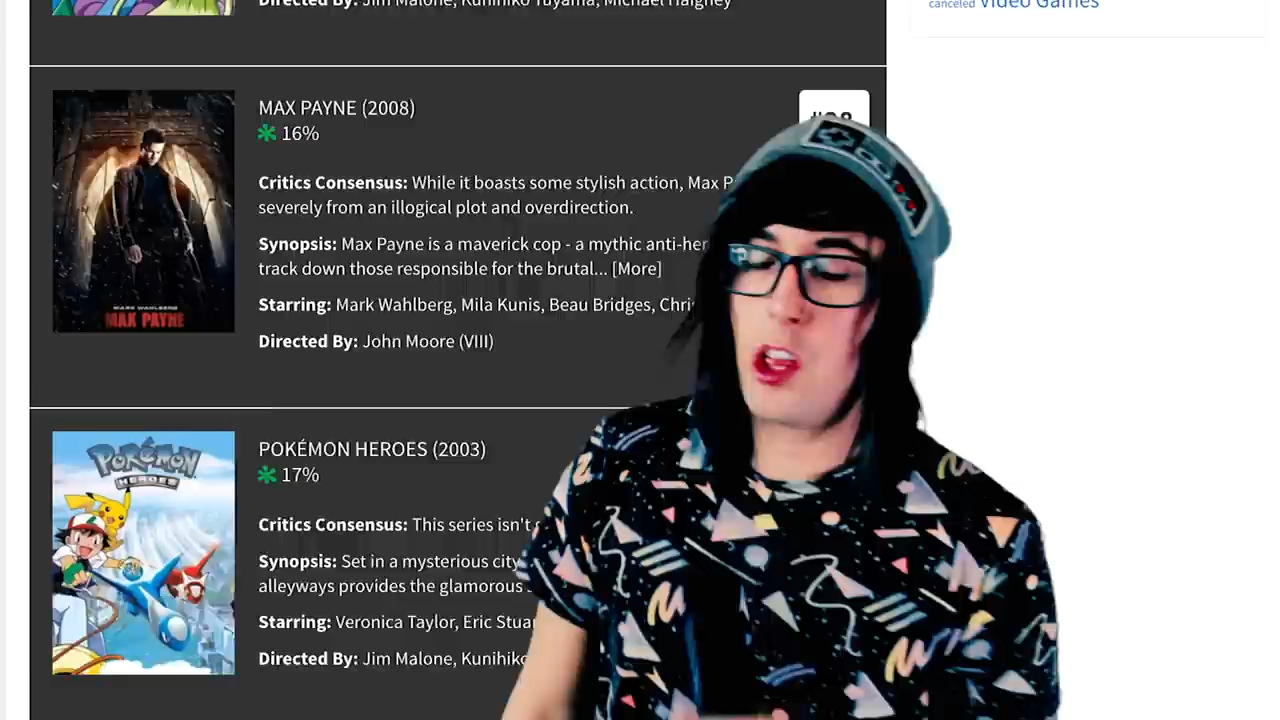 Directed By: Jim Malone, Kunihiko Yuyama, Michael Haigney
canceled Video Games
MAX PAYNE (2008)
16%
Critics Consensus: While it boasts some stylish action, Max P
severely from an illogical plot and overdirection.
Synopsis: Max Payne is a maverick cop - a mythic anti-her
track down those responsible for the brutal... [More]
Starring: Mark Wahlberg, Mila Kunis, Beau Bridges, Chri
Directed By: John Moore (VIII)
MARK WAHLBERG
MAX PAYNE
POKÉMON HEROES (2003)
17%
Critics Consensus: This series isn't
Synopsis: Set in a mysterious city
alleyways provides the glamorous
Starring: Veronica Taylor, Eric Stuar
Directed By: Jim Malone, Kunihiko
POKÉMON
HEROES